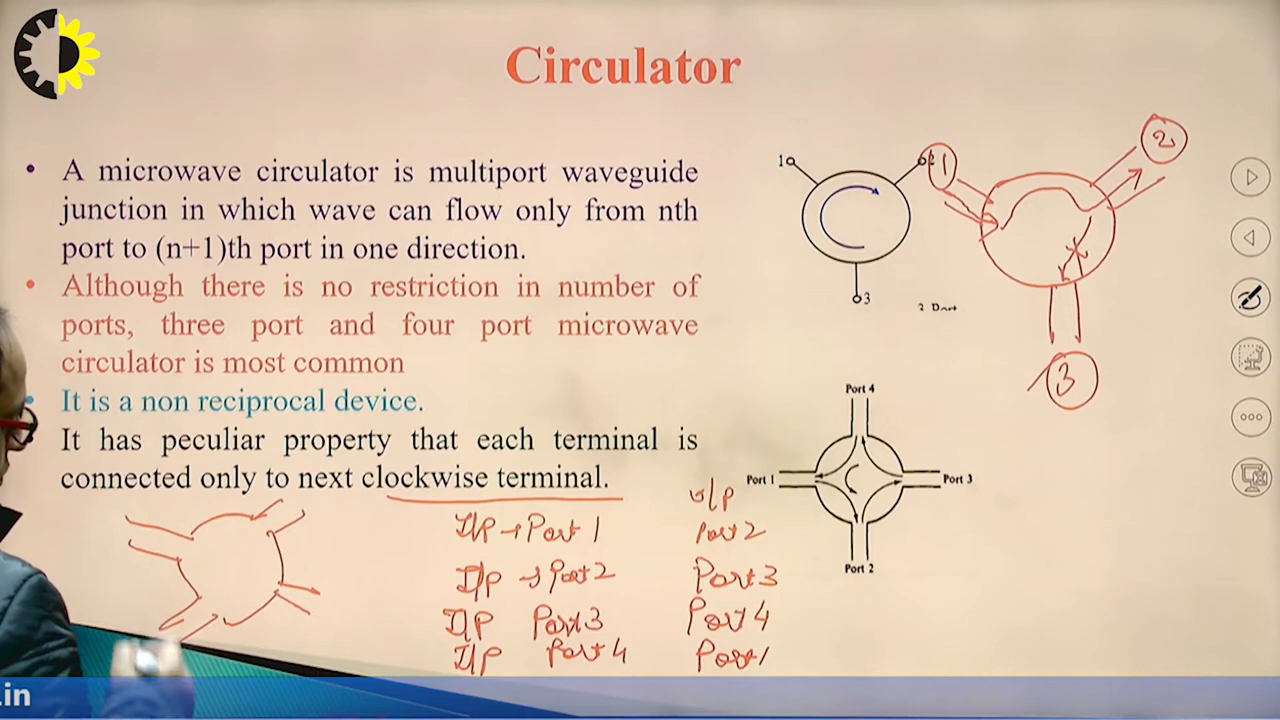 Circulator
• A microwave circulator is multiport waveguide
junction in which wave can flow only from nth
port to (n+1)th port in one direction.
• Although there is no restriction in number of
ports, three port and four port microwave
circulator is most common
• It is a non reciprocal device.
It has peculiar property that each terminal is
connected only to next clockwise terminal.
1
3
1
2
3
Port 4
Port 1
Port 3
Port 2
O/P
I/P → Port 1 Port 2
I/P → Port 2 Port 3
I/P Port 3 Port 4
I/P Port 4 Port 1
.in